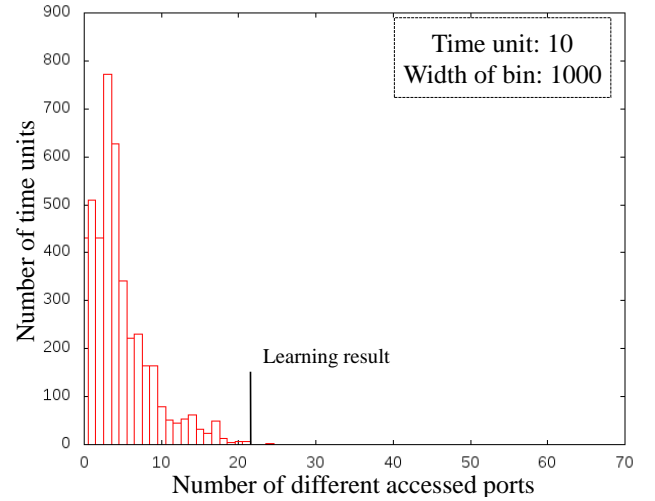 900
800
700
600
500
400
300
200
100
0
Number of time units
Time unit: 10
Width of bin: 1000
Learning result
0 10 20 30 40 50 60 70
Number of different accessed ports